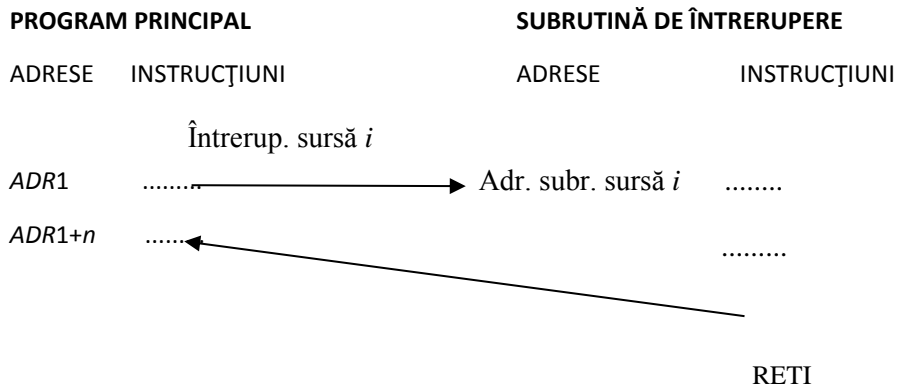 PROGRAM PRINCIPAL SUBRUTINĂ DE ÎNTRERUPERE
ADRESE INSTRUCŢIUNI ADRESE INSTRUCŢIUNI
Întrerup. sursă i
ADR1 ......... Adr. subr. sursă i ........
ADR1+n ......... .........
RETI